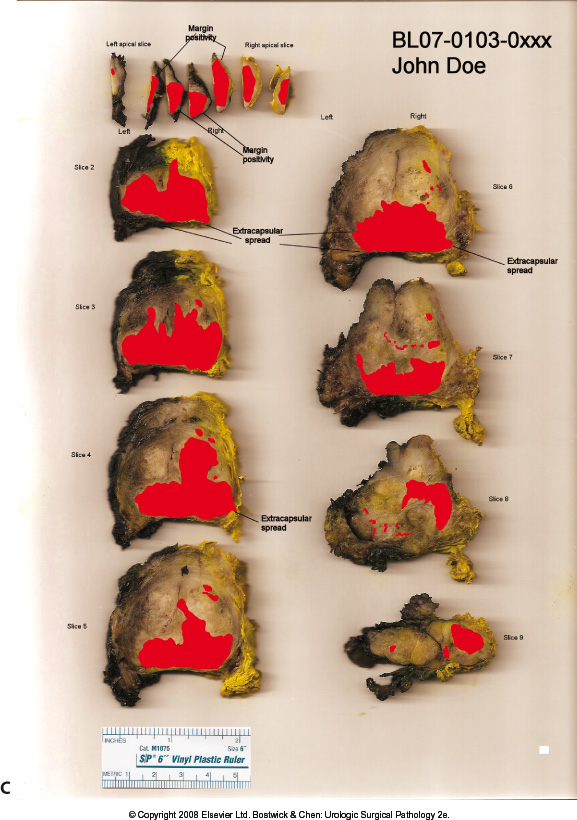 BL07-0103-0xxx
John Doe
Margin
positivity
Left apical slice
Right apical slice
Left
Right
Margin
positivity
Left
Right
Slice 2
Slice 6
Extracapsular
spread
Extracapsular
spread
Slice 3
Slice 7
Slice 4
Slice 8
Extracapsular
spread
Slice 5
Slice 9
INCHES 1 2
Cat. M1075 Size 6"
S/P® 6" Vinyl Plastic Ruler
METRIC 1 2 3 4 5
C
© Copyright 2008 Elsevier Ltd. Bostwick & Chen: Urologic Surgical Pathology 2e.